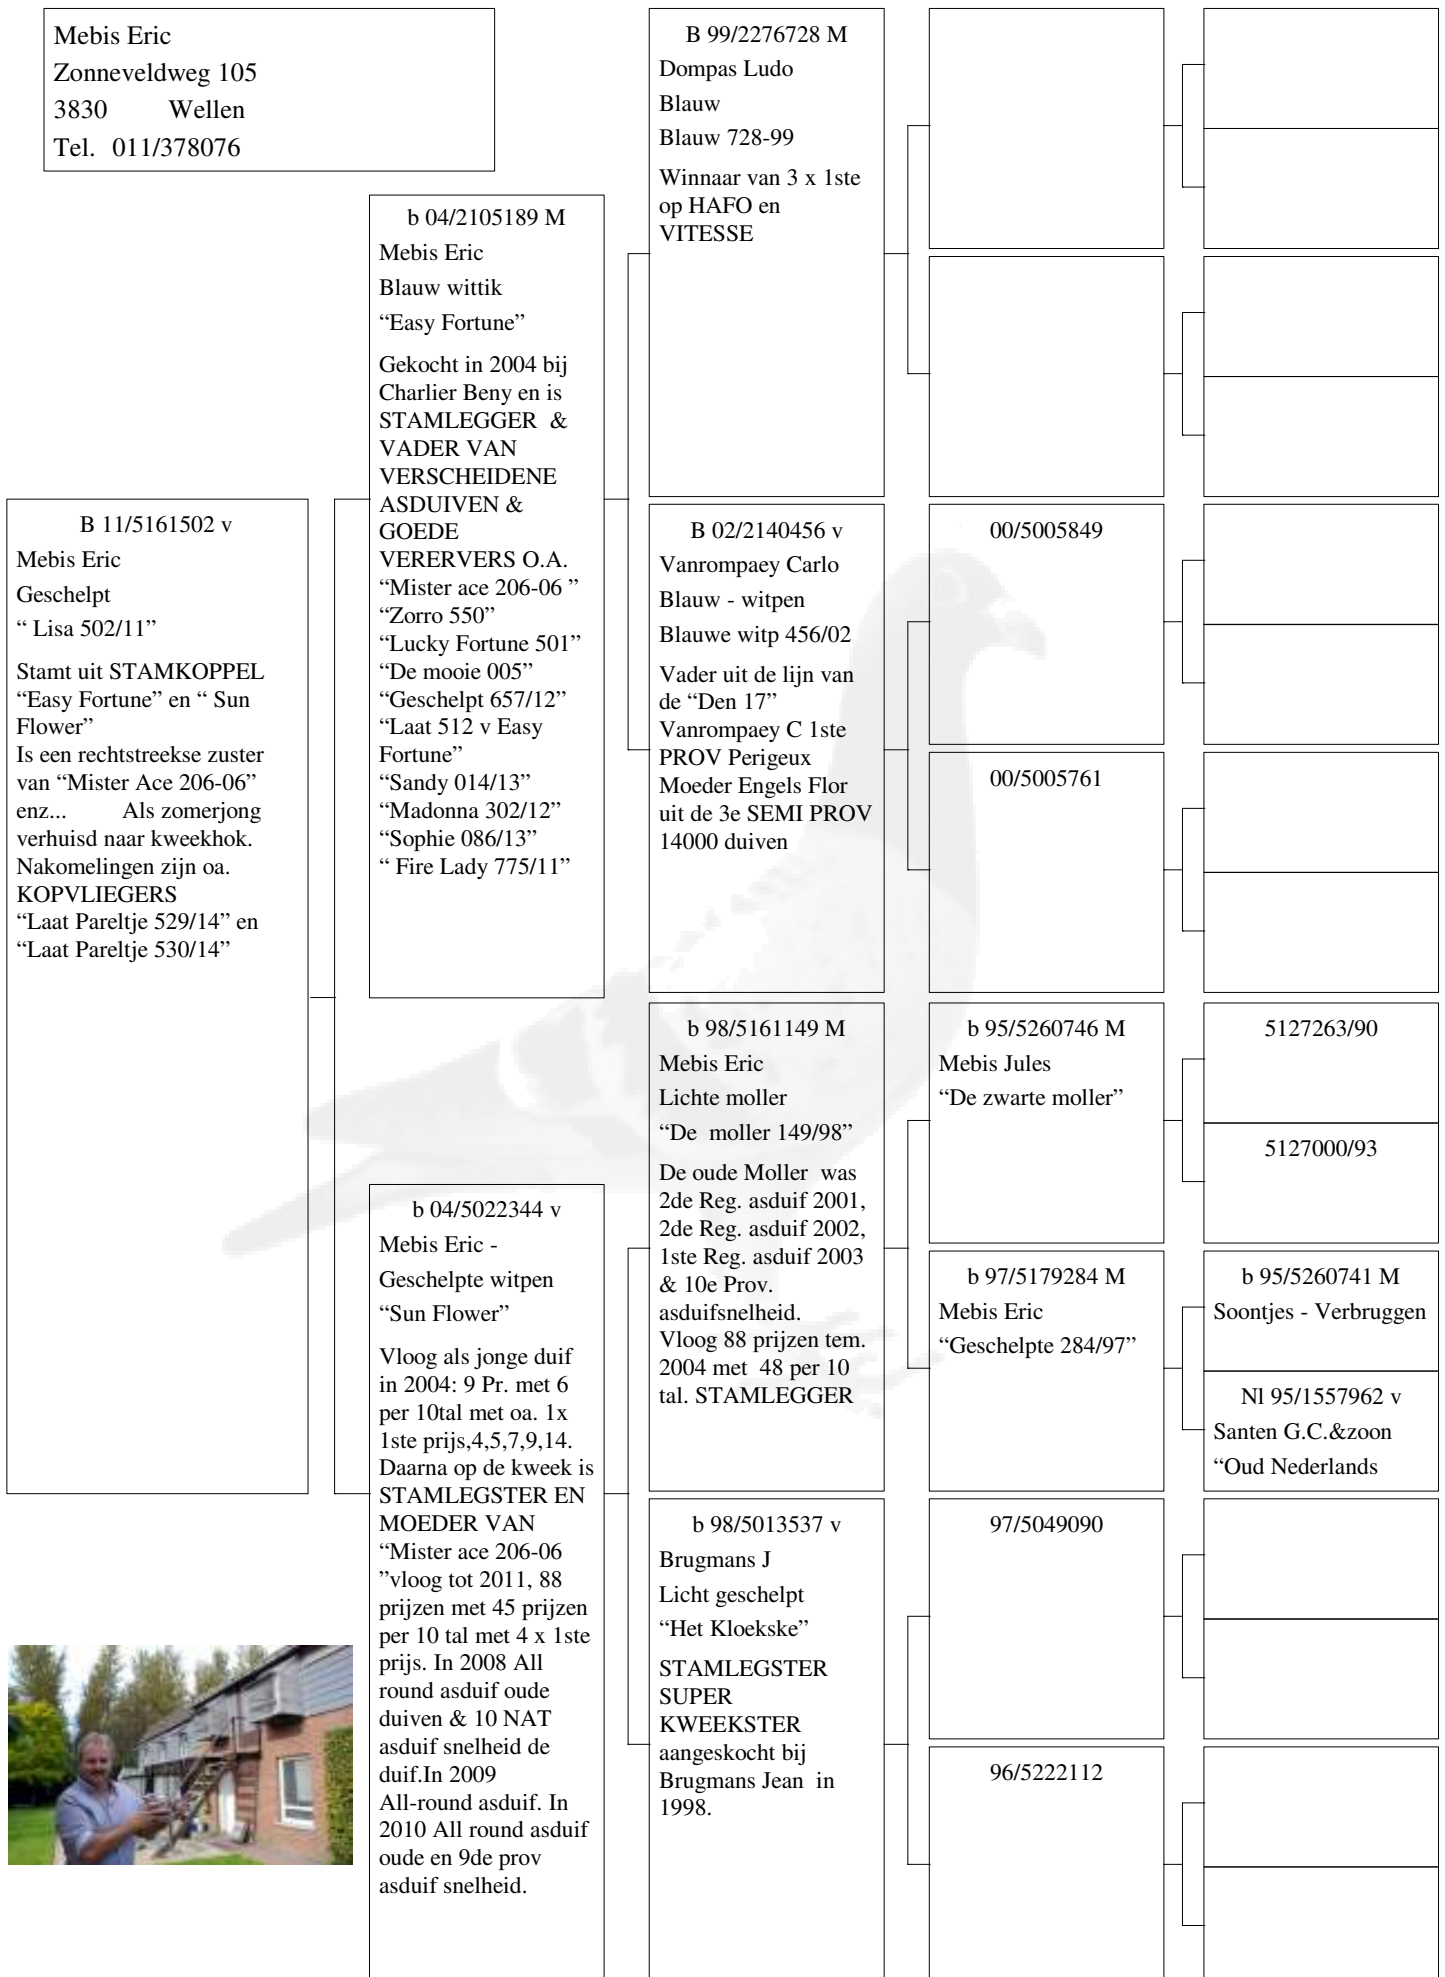 Mebis Eric
Zonneveldweg 105
3830 Wellen
Tel. 011/378076
B 11/5161502 v
Mebis Eric
Geschelpt
“ Lisa 502/11”
Stamt uit STAMKOPPEL
“Easy Fortune” en “ Sun
Flower”
Is een rechtstreekse zuster
van “Mister Ace 206-06”
enz... Als zomerjong
verhuisd naar kweekhok.
Nakomelingen zijn oa.
KOPVLIEGERS
“Laat Pareltje 529/14” en
“Laat Pareltje 530/14”
b 04/2105189 M
Mebis Eric
Blauw wittik
“Easy Fortune”
Gekocht in 2004 bij
Charlier Beny en is
STAMLEGGER &
VADER VAN
VERSCHEIDENE
ASDUIVEN &
GOEDE
VERERVERS O.A.
“Mister ace 206-06 ”
“Zorro 550”
“Lucky Fortune 501”
“De mooie 005”
“Geschelpt 657/12”
“Laat 512 v Easy
Fortune”
“Sandy 014/13”
“Madonna 302/12”
“Sophie 086/13”
“ Fire Lady 775/11”
b 04/5022344 v
Mebis Eric -
Geschelpte witpen
“Sun Flower”
Vloog als jonge duif
in 2004: 9 Pr. met 6
per 10tal met oa. 1x
1ste prijs,4,5,7,9,14.
Daarna op de kweek is
STAMLEGSTER EN
MOEDER VAN
“Mister ace 206-06
”vloog tot 2011, 88
prijzen met 45 prijzen
per 10 tal met 4 x 1ste
prijs. In 2008 All
round asduif oude
duiven & 10 NAT
asduif snelheid de
duif.In 2009
All-round asduif. In
2010 All round asduif
oude en 9de prov
asduif snelheid.
B 99/2276728 M
Dompas Ludo
Blauw
Blauw 728-99
Winnaar van 3 x 1ste
op HAFO en
VITESSE
B 02/2140456 v
Vanrompaey Carlo
Blauw - witpen
Blauwe witp 456/02
Vader uit de lijn van
de “Den 17”
Vanrompaey C 1ste
PROV Perigeux
Moeder Engels Flor
uit de 3e SEMI PROV
14000 duiven
b 98/5161149 M
Mebis Eric
Lichte moller
“De moller 149/98”
De oude Moller was
2de Reg. asduif 2001,
2de Reg. asduif 2002,
1ste Reg. asduif 2003
& 10e Prov.
asduifsnelheid.
Vloog 88 prijzen tem.
2004 met 48 per 10
tal. STAMLEGGER
b 98/5013537 v
Brugmans J
Licht geschelpt
“Het Kloekske”
STAMLEGSTER
SUPER
KWEEKSTER
aangeskocht bij
Brugmans Jean in
1998.
00/5005849
00/5005761
b 95/5260746 M
Mebis Jules
“De zwarte moller”
b 97/5179284 M
Mebis Eric
“Geschelpte 284/97”
97/5049090
96/5222112
5127263/90
5127000/93
b 95/5260741 M
Soontjes - Verbruggen
Nl 95/1557962 v
Santen G.C.&zoon
“Oud Nederlands